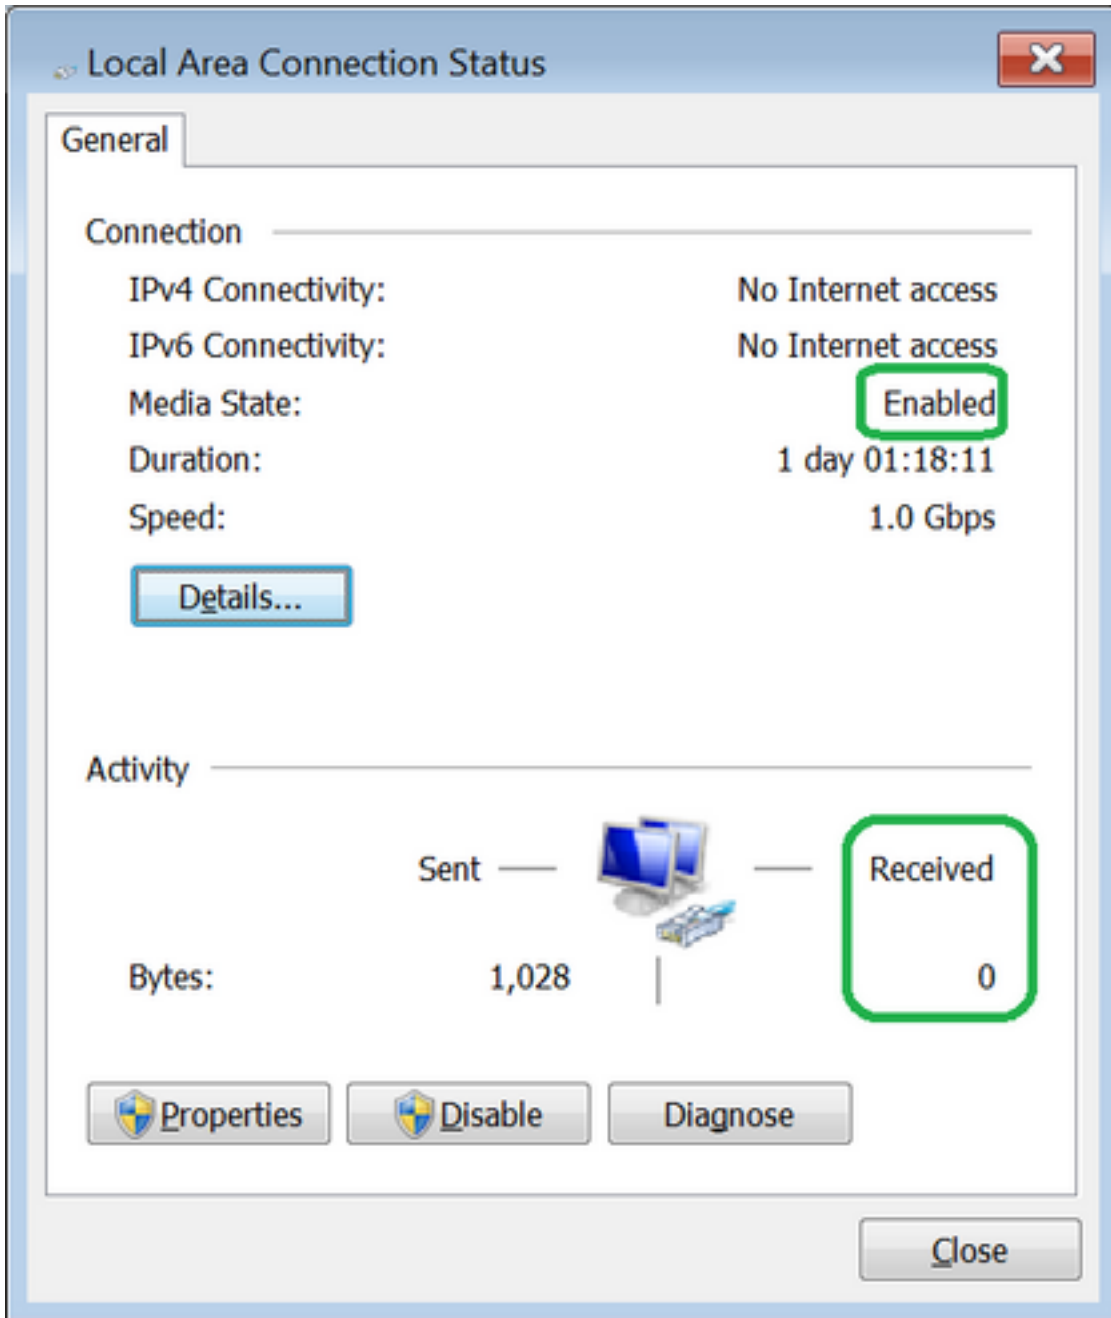 Local Area Connection Status
General
Connection
IPv4 Connectivity: No Internet access
IPv6 Connectivity: No Internet access
Media State: Enabled
Duration: 1 day 01:18:11
Speed: 1.0 Gbps
Details...
Activity
Sent Received
Bytes: 1,028 0
Properties Disable Diagnose
Close